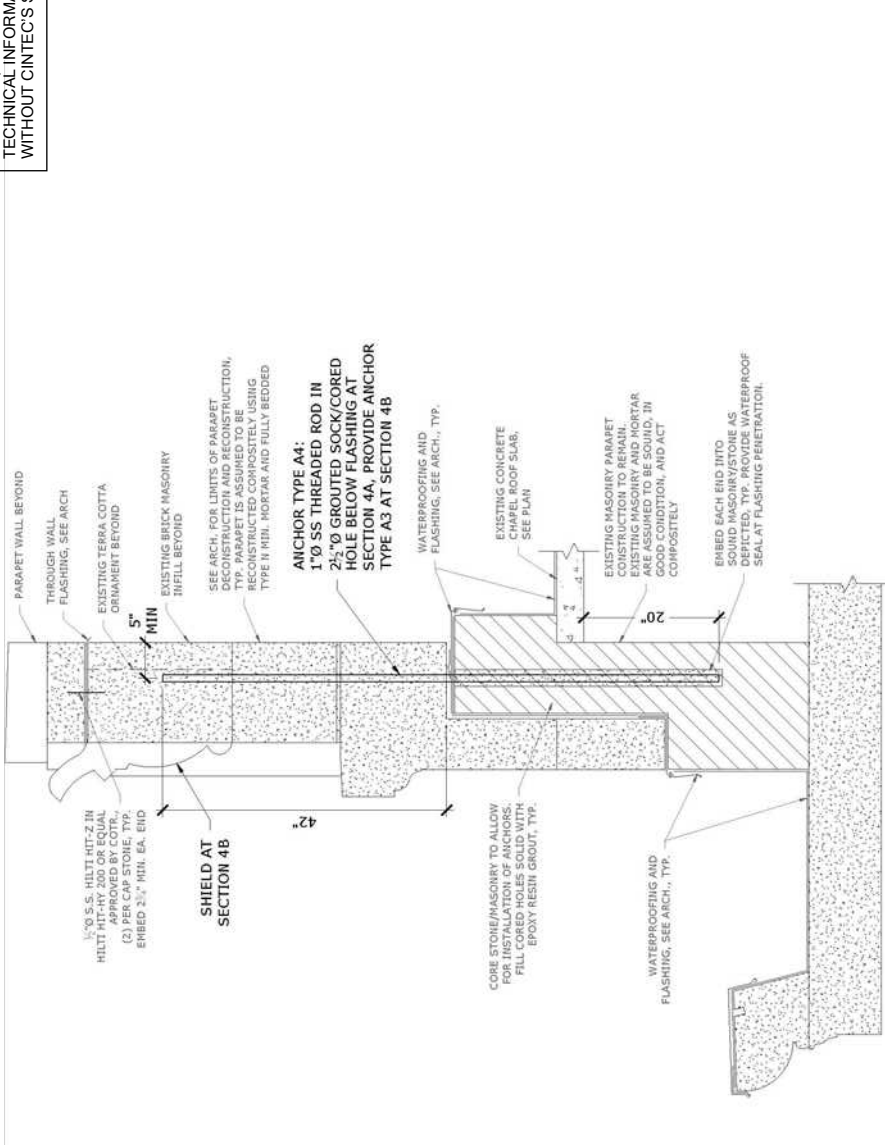 TECHNICAL INFORMA
WITHOUT CINTEC'S S
PARAPET WALL BEYOND
THROUGH WALL
FLASHING, SEE ARCH
EXISTING TERRA COTTA
ORNAMENT BEYOND
5"
MIN
EXISTING BRICK MASONRY
INFILL BEYOND
SEE ARCH. FOR LIMITS OF PARAPET
DECONSTRUCTION AND RECONSTRUCTION,
TYP. PARAPET IS ASSUMED TO BE
RECONSTRUCTED COMPOSITELY USING
TYPE N MIN. MORTAR AND FULLY BEDDED
ANCHOR TYPE A4:
1"Ø SS THREADED ROD IN
2½"Ø GROUTED SOCK/CORED
HOLE BELOW FLASHING AT
SECTION 4A, PROVIDE ANCHOR
TYPE A3 AT SECTION 4B
WATERPROOFING AND
FLASHING, SEE ARCH., TYP.
EXISTING CONCRETE
CHAPEL ROOF SLAB,
SEE PLAN
EXISTING MASONRY PARAPET
CONSTRUCTION TO REMAIN.
EXISTING MASONRY AND MORTAR
ARE ASSUMED TO BE SOUND, IN
GOOD CONDITION, AND ACT
COMPOSITELY
20"
EMBED EACH END INTO
SOUND MASONRY/STONE AS
DEPICTED, TYP. PROVIDE WATERPROOF
SEAL AT FLASHING PENETRATION.
S.S. HILTI HIT-Z IN
HILTI HIT-HY 200 OR EQUAL
APPROVED BY COTR.,
(2) PER CAP STONE, TYP.
EMBED MIN. EA. END
42"
SHIELD AT
SECTION 4B
CORE STONE/MASONRY TO ALLOW
FOR INSTALLATION OF ANCHORS.
FILL CORED HOLES SOLID WITH
EPOXY RESIN GROUT, TYP.
WATERPROOFING AND
FLASHING, SEE ARCH., TYP.